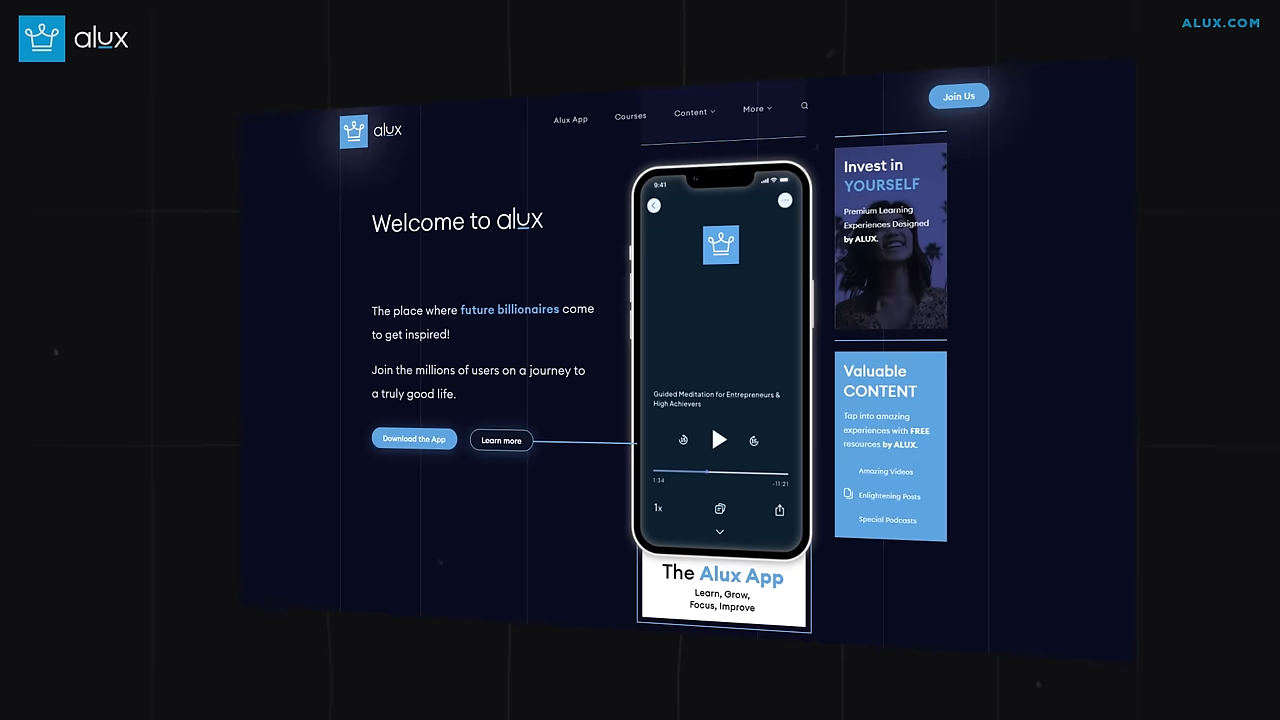 alux
ALUX.COM
alux
Alux App
Courses
Content
More
Join Us
Welcome to alux
The place where future billionaires come
to get inspired!
Join the millions of users on a journey to
a truly good life.
Download the App
Learn more
9:41
Guided Meditation for Entrepreneurs &
High Achievers
1:34
-11:21
1x
The Alux App
Learn, Grow,
Focus, Improve
Invest in
YOURSELF
Premium Learning
Experiences Designed
by ALUX.
Valuable
CONTENT
Tap into amazing
experiences with FREE
resources by ALUX.
Amazing Videos
Enlightening Posts
Special Podcasts